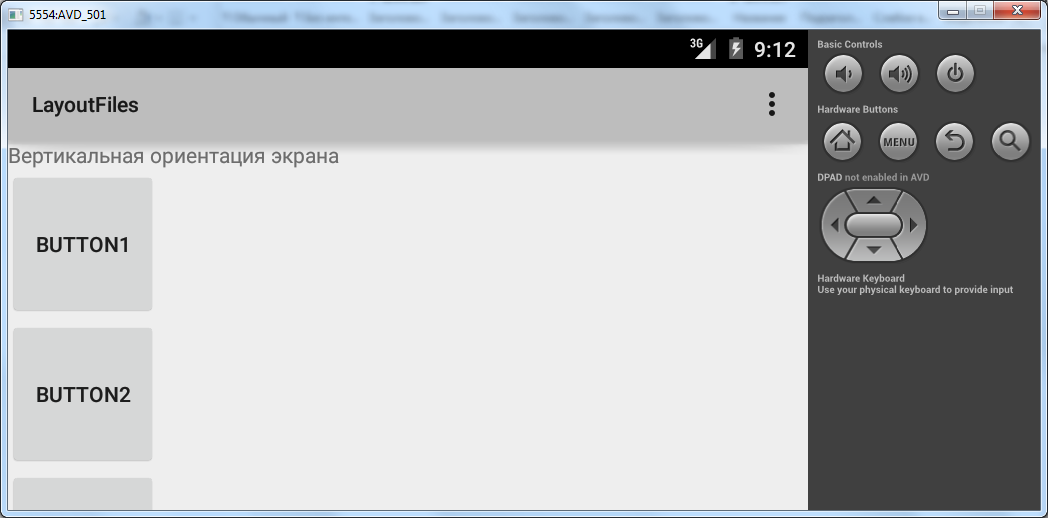 5554:AVD_501
3G 9:12
LayoutFiles
Вертикальная ориентация экрана
BUTTON1
BUTTON2
Basic Controls
Hardware Buttons
MENU
DPAD not enabled in AVD
Hardware Keyboard
Use your physical keyboard to provide input